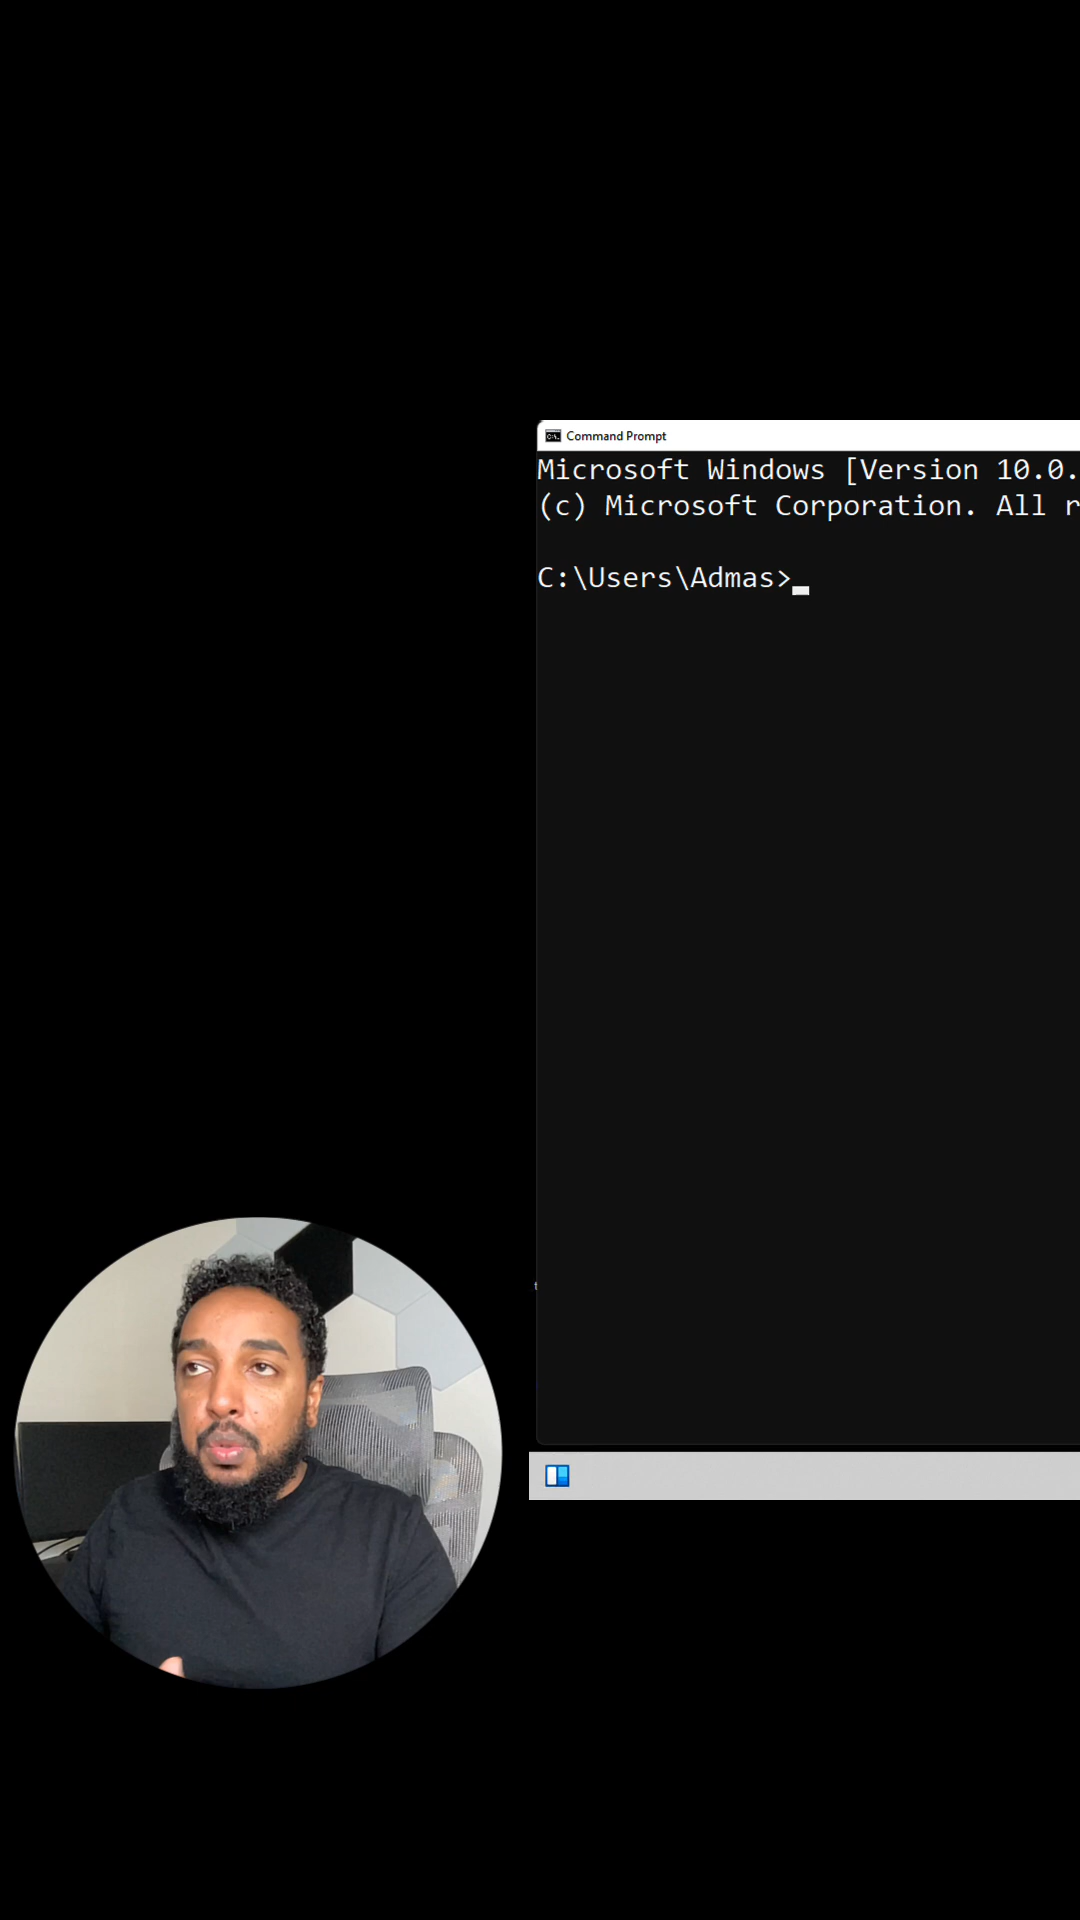 Command Prompt
Microsoft Windows [Version 10.0.
(c) Microsoft Corporation. All r
C:\Users\Admas>